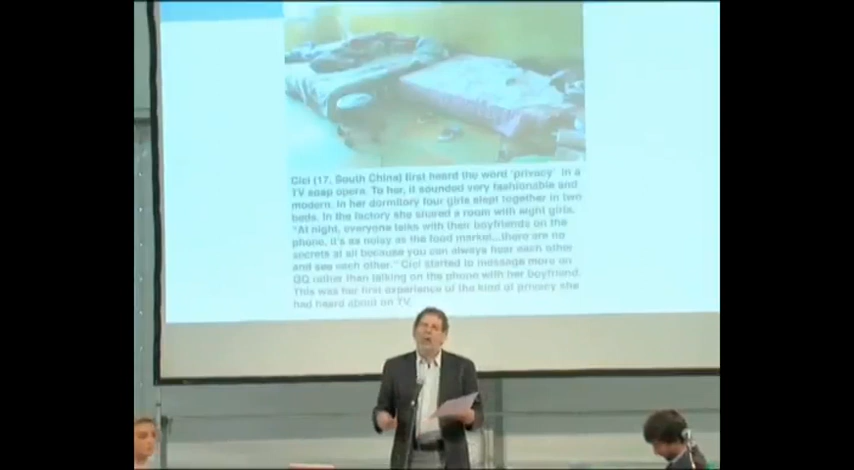 Cici (17, South China) first heard the word 'privacy' in a
TV soap opera. To her, it sounded very fashionable and
modern. In her dormitory four girls slept together in two
beds. In the factory she shared a room with eight girls.
"At night, everyone talks with their boyfriends on the
phone, it's as noisy as the food market...there are no
secrets at all because you can always hear each other
and see each other." Cici started to message more on
QQ rather than talking on the phone with her boyfriend.
This was her first experience of the kind of privacy she
had heard about on TV.